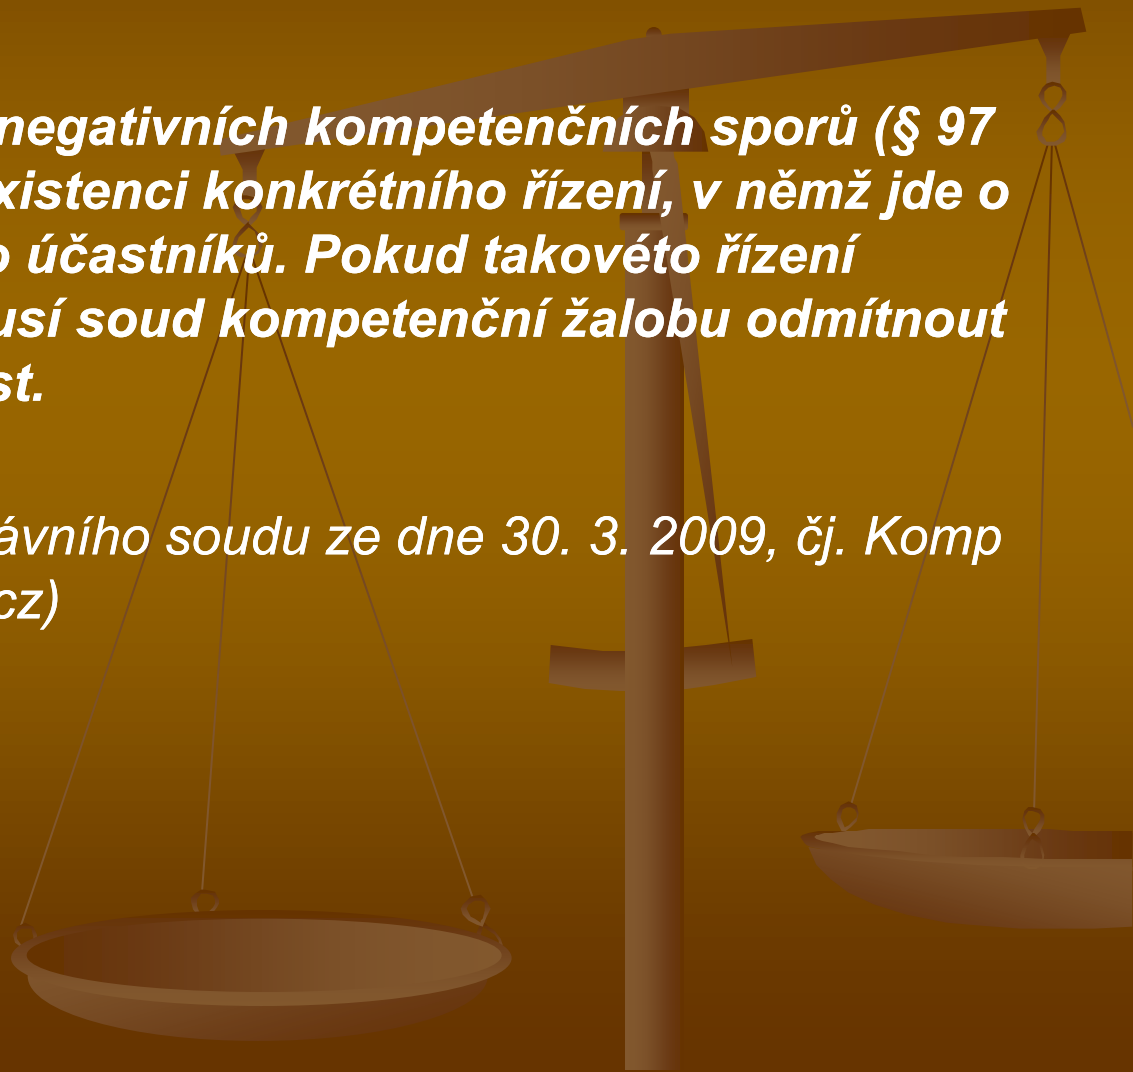 negativních kompetenčních sporů (§ 97
xistenci konkrétního řízení, v němž jde o
o účastníků. Pokud takovéto řízení
usí soud kompetenční žalobu odmítnout
st.
ávního soudu ze dne 30. 3. 2009, čj. Komp
cz)